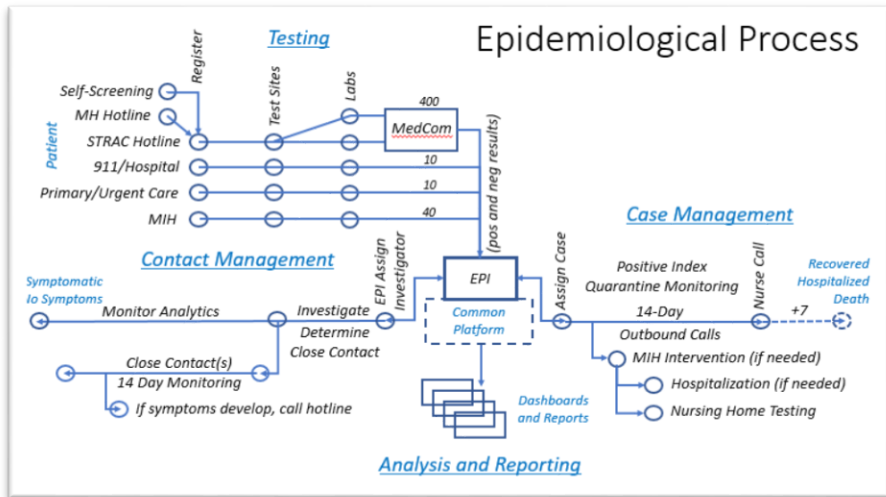 Epidemiological Process
Testing
Register
Test Sites
Labs
Patient
Self-Screening
MH Hotline
STRAC Hotline
911/Hospital
Primary/Urgent Care
MIH
400
MedCom
10
10
40
(pos and neg results)
Contact Management
Symptomatic
Io Symptoms
Monitor Analytics
Investigate
Determine
Close Contact
EPI Assign
Investigator
Close Contact(s)
14 Day Monitoring
If symptoms develop, call hotline
EPI
Common
Platform
Dashboards
and Reports
Analysis and Reporting
Case Management
Assign Case
Positive Index
Quarantine Monitoring
14-Day
Outbound Calls
Nurse Call
+7
Recovered
Hospitalized
Death
MIH Intervention (if needed)
Hospitalization (if needed)
Nursing Home Testing